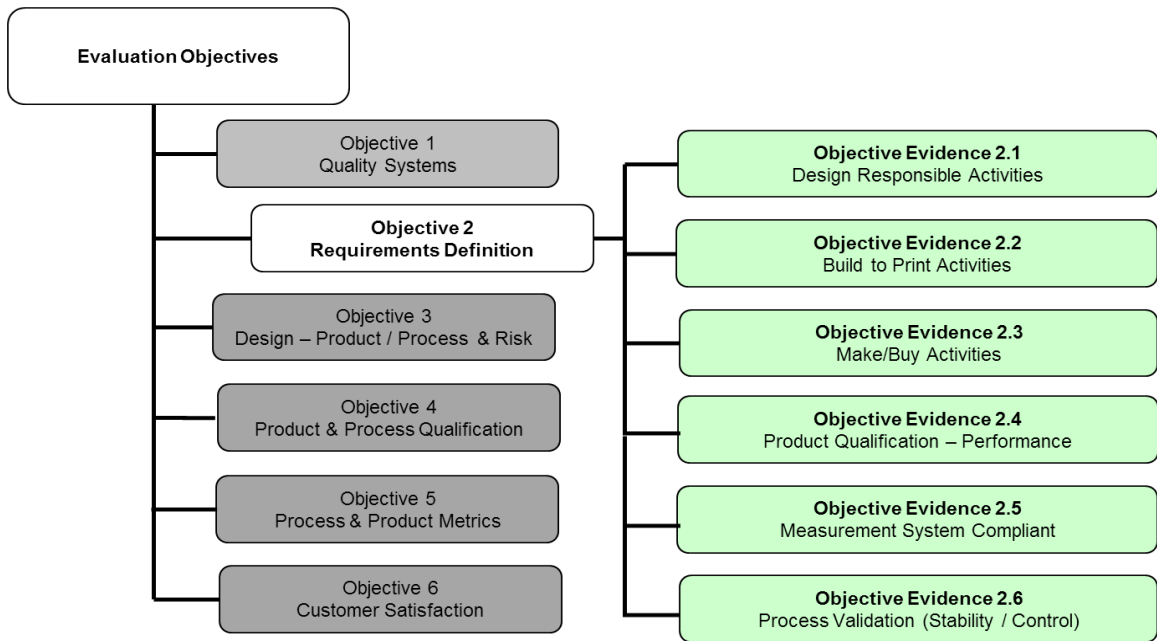 Evaluation Objectives
Objective 1
Quality Systems
Objective 2
Requirements Definition
Objective 3
Design – Product / Process & Risk
Objective 4
Product & Process Qualification
Objective 5
Process & Product Metrics
Objective 6
Customer Satisfaction
Objective Evidence 2.1
Design Responsible Activities
Objective Evidence 2.2
Build to Print Activities
Objective Evidence 2.3
Make/Buy Activities
Objective Evidence 2.4
Product Qualification – Performance
Objective Evidence 2.5
Measurement System Compliant
Objective Evidence 2.6
Process Validation (Stability / Control)